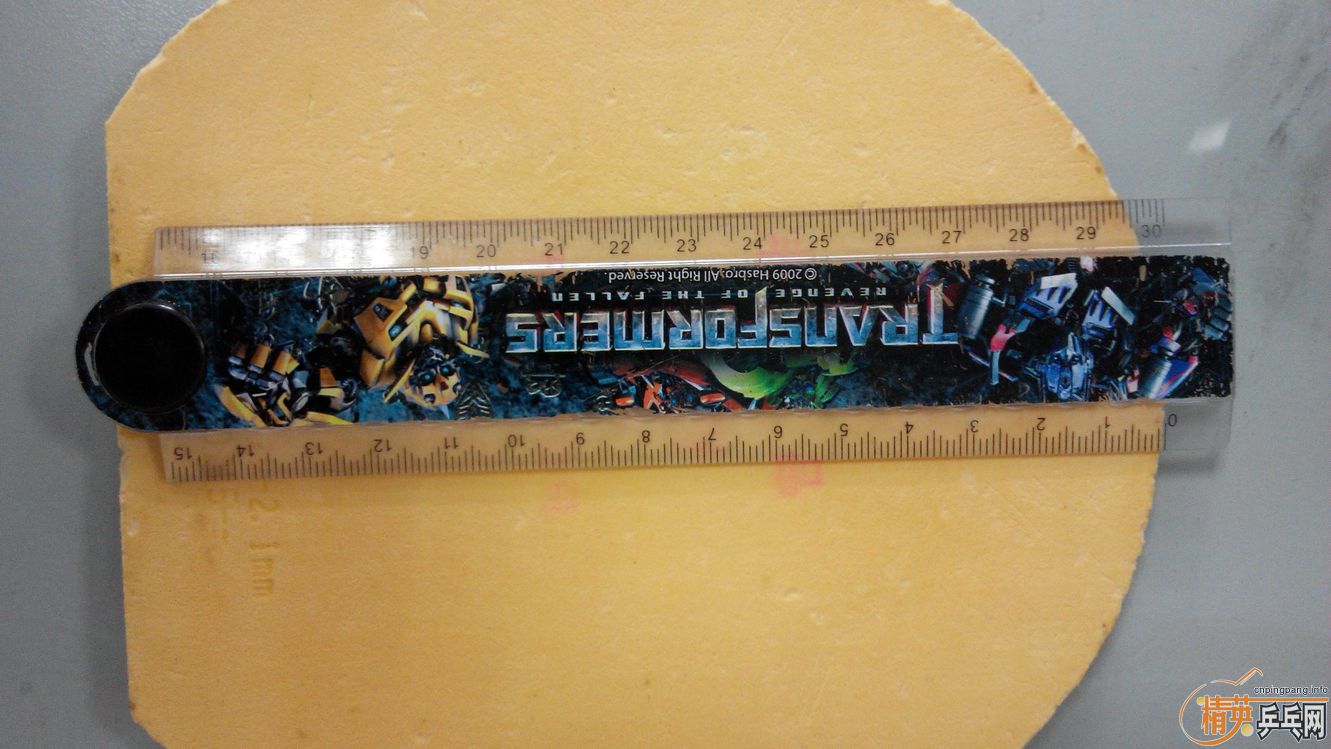 19 20 21 22 23 24 25 26 27 28 29 30
©2009 Hasbro.All Right Reserved.
REVENGE OF THE FALLEN
TRANSFORMERS
15 14 13 12 11 10 9 8 7 6 5 4 3 2 1 0
2.1mm
cnpingpang.info
精英乒乓网